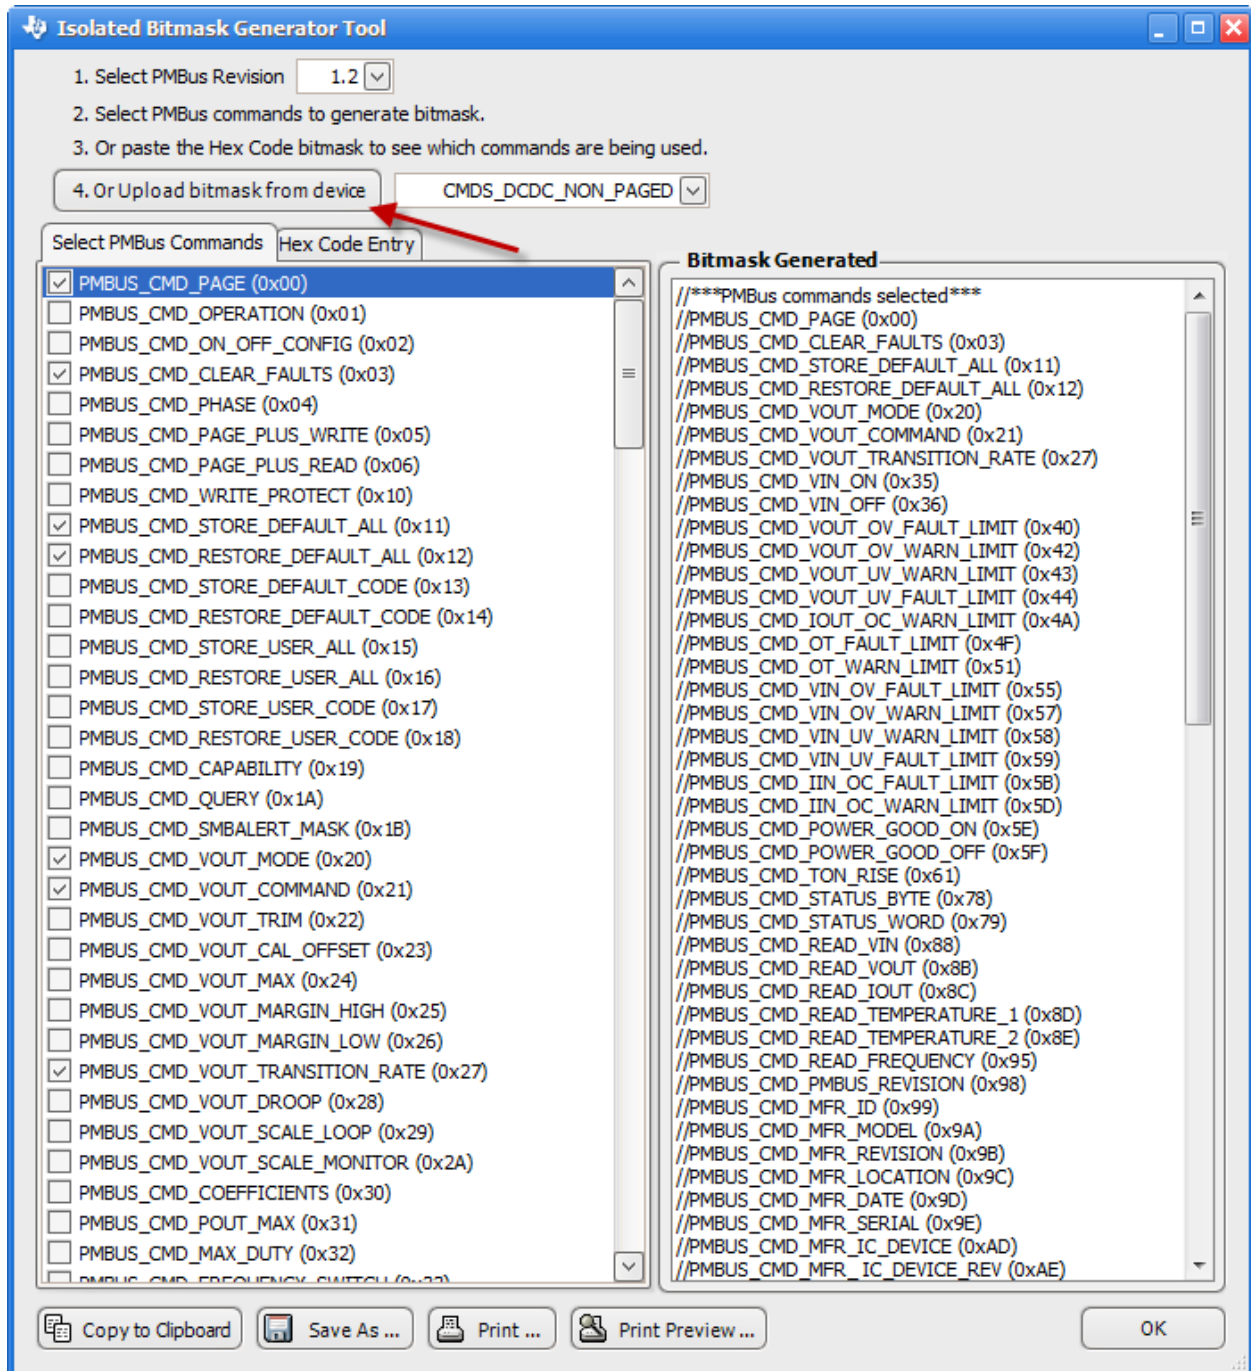 Isolated Bitmask Generator Tool
1. Select PMBus Revision 1.2
2. Select PMBus commands to generate bitmask.
3. Or paste the Hex Code bitmask to see which commands are being used.
4. Or Upload bitmask from device CMDS_DCDC_NON_PAGED
Select PMBus Commands Hex Code Entry
PMBUS_CMD_PAGE (0x00)
PMBUS_CMD_OPERATION (0x01)
PMBUS_CMD_ON_OFF_CONFIG (0x02)
PMBUS_CMD_CLEAR_FAULTS (0x03)
PMBUS_CMD_PHASE (0x04)
PMBUS_CMD_PAGE_PLUS_WRITE (0x05)
PMBUS_CMD_PAGE_PLUS_READ (0x06)
PMBUS_CMD_WRITE_PROTECT (0x10)
PMBUS_CMD_STORE_DEFAULT_ALL (0x11)
PMBUS_CMD_RESTORE_DEFAULT_ALL (0x12)
PMBUS_CMD_STORE_DEFAULT_CODE (0x13)
PMBUS_CMD_RESTORE_DEFAULT_CODE (0x14)
PMBUS_CMD_STORE_USER_ALL (0x15)
PMBUS_CMD_RESTORE_USER_ALL (0x16)
PMBUS_CMD_STORE_USER_CODE (0x17)
PMBUS_CMD_RESTORE_USER_CODE (0x18)
PMBUS_CMD_CAPABILITY (0x19)
PMBUS_CMD_QUERY (0x1A)
PMBUS_CMD_SMBALERT_MASK (0x1B)
PMBUS_CMD_VOUT_MODE (0x20)
PMBUS_CMD_VOUT_COMMAND (0x21)
PMBUS_CMD_VOUT_TRIM (0x22)
PMBUS_CMD_VOUT_CAL_OFFSET (0x23)
PMBUS_CMD_VOUT_MAX (0x24)
PMBUS_CMD_VOUT_MARGIN_HIGH (0x25)
PMBUS_CMD_VOUT_MARGIN_LOW (0x26)
PMBUS_CMD_VOUT_TRANSITION_RATE (0x27)
PMBUS_CMD_VOUT_DROOP (0x28)
PMBUS_CMD_VOUT_SCALE_LOOP (0x29)
PMBUS_CMD_VOUT_SCALE_MONITOR (0x2A)
PMBUS_CMD_COEFFICIENTS (0x30)
PMBUS_CMD_POUT_MAX (0x31)
PMBUS_CMD_MAX_DUTY (0x32)
PMBUS_CMD_FREQUENCY_SWITCH (0x33)
Bitmask Generated
//***PMBus commands selected***
//PMBUS_CMD_PAGE (0x00)
//PMBUS_CMD_CLEAR_FAULTS (0x03)
//PMBUS_CMD_STORE_DEFAULT_ALL (0x11)
//PMBUS_CMD_RESTORE_DEFAULT_ALL (0x12)
//PMBUS_CMD_VOUT_MODE (0x20)
//PMBUS_CMD_VOUT_COMMAND (0x21)
//PMBUS_CMD_VOUT_TRANSITION_RATE (0x27)
//PMBUS_CMD_VIN_ON (0x35)
//PMBUS_CMD_VIN_OFF (0x36)
//PMBUS_CMD_VOUT_OV_FAULT_LIMIT (0x40)
//PMBUS_CMD_VOUT_OV_WARN_LIMIT (0x42)
//PMBUS_CMD_VOUT_UV_WARN_LIMIT (0x43)
//PMBUS_CMD_VOUT_UV_FAULT_LIMIT (0x44)
//PMBUS_CMD_IOUT_OC_WARN_LIMIT (0x4A)
//PMBUS_CMD_OT_FAULT_LIMIT (0x4F)
//PMBUS_CMD_OT_WARN_LIMIT (0x51)
//PMBUS_CMD_VIN_OV_FAULT_LIMIT (0x55)
//PMBUS_CMD_VIN_OV_WARN_LIMIT (0x57)
//PMBUS_CMD_VIN_UV_WARN_LIMIT (0x58)
//PMBUS_CMD_VIN_UV_FAULT_LIMIT (0x59)
//PMBUS_CMD_IIN_OC_FAULT_LIMIT (0x5B)
//PMBUS_CMD_IIN_OC_WARN_LIMIT (0x5D)
//PMBUS_CMD_POWER_GOOD_ON (0x5E)
//PMBUS_CMD_POWER_GOOD_OFF (0x5F)
//PMBUS_CMD_TON_RISE (0x61)
//PMBUS_CMD_STATUS_BYTE (0x78)
//PMBUS_CMD_STATUS_WORD (0x79)
//PMBUS_CMD_READ_VIN (0x88)
//PMBUS_CMD_READ_VOUT (0x8B)
//PMBUS_CMD_READ_IOUT (0x8C)
//PMBUS_CMD_READ_TEMPERATURE_1 (0x8D)
//PMBUS_CMD_READ_TEMPERATURE_2 (0x8E)
//PMBUS_CMD_READ_FREQUENCY (0x95)
//PMBUS_CMD_PMBUS_REVISION (0x98)
//PMBUS_CMD_MFR_ID (0x99)
//PMBUS_CMD_MFR_MODEL (0x9A)
//PMBUS_CMD_MFR_REVISION (0x9B)
//PMBUS_CMD_MFR_LOCATION (0x9C)
//PMBUS_CMD_MFR_DATE (0x9D)
//PMBUS_CMD_MFR_SERIAL (0x9E)
//PMBUS_CMD_MFR_IC_DEVICE (0xAD)
//PMBUS_CMD_MFR_ IC_DEVICE_REV (0xAE)
Copy to Clipboard Save As ... Print ... Print Preview ... OK